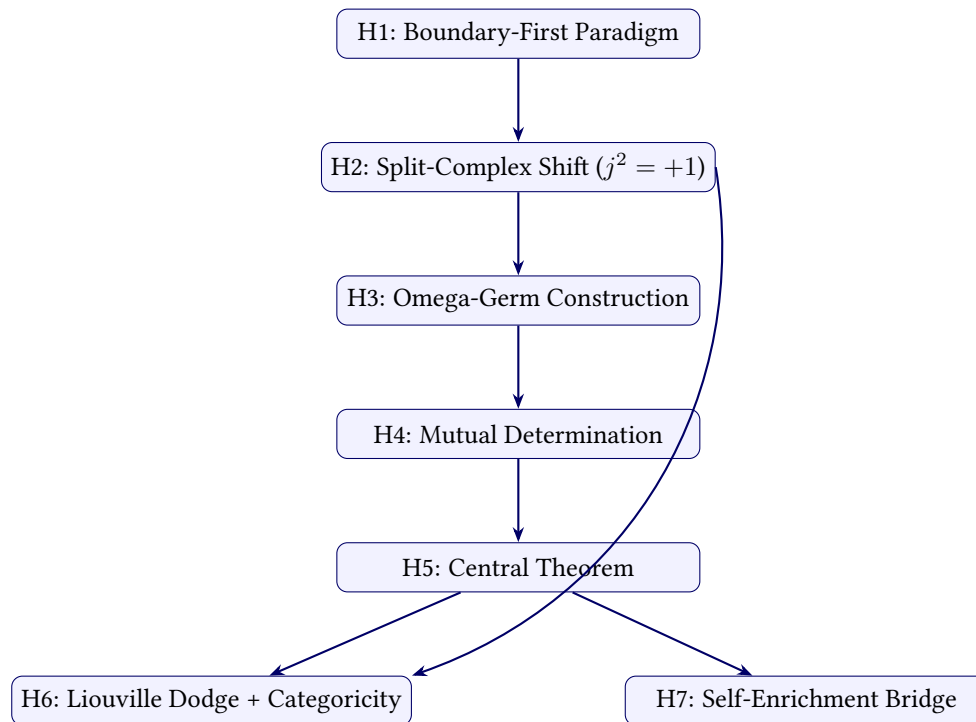 H1: Boundary-First Paradigm
H2: Split-Complex Shift (j² = +1)
H3: Omega-Germ Construction
H4: Mutual Determination
H5: Central Theorem
H6: Liouville Dodge + Categoricity
H7: Self-Enrichment Bridge